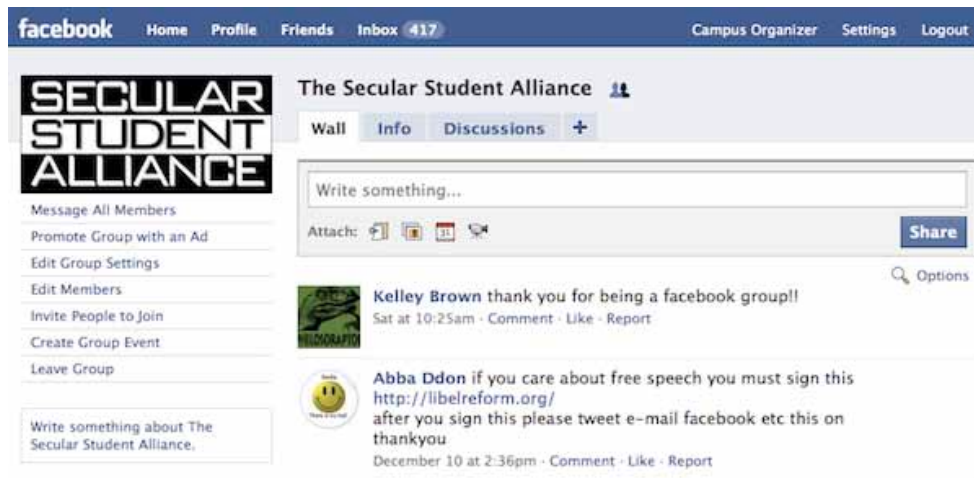 facebook Home Profile Friends Inbox 417 Campus Organizer Settings Logout
SECULAR
STUDENT
ALLIANCE
Message All Members
Promote Group with an Ad
Edit Group Settings
Edit Members
Invite People to Join
Create Group Event
Leave Group
Write something about The
Secular Student Alliance.
The Secular Student Alliance
Wall Info Discussions +
Write something...
Attach: 31
Share
Options
Kelley Brown thank you for being a facebook group!!
Sat at 10:25am · Comment · Like · Report
Abba Ddon if you care about free speech you must sign this
http://libelreform.org/
after you sign this please tweet e-mail facebook etc this on
thankyou
December 10 at 2:36pm · Comment · Like · Report